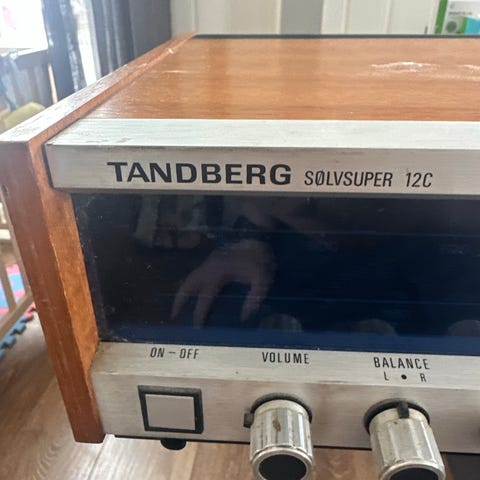 TANDBERG SØLVSUPER 12C
ON - OFF VOLUME BALANCE
L • R